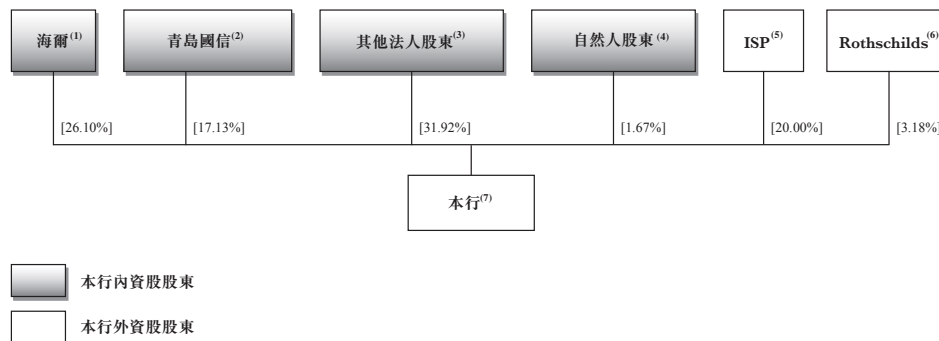 海爾(1)
青島國信(2)
其他法人股東(3)
自然人股東(4)
ISP(5)
Rothschilds(6)
[26.10%]
[17.13%]
[31.92%]
[1.67%]
[20.00%]
[3.18%]
本行(7)
本行內資股股東
本行外資股股東